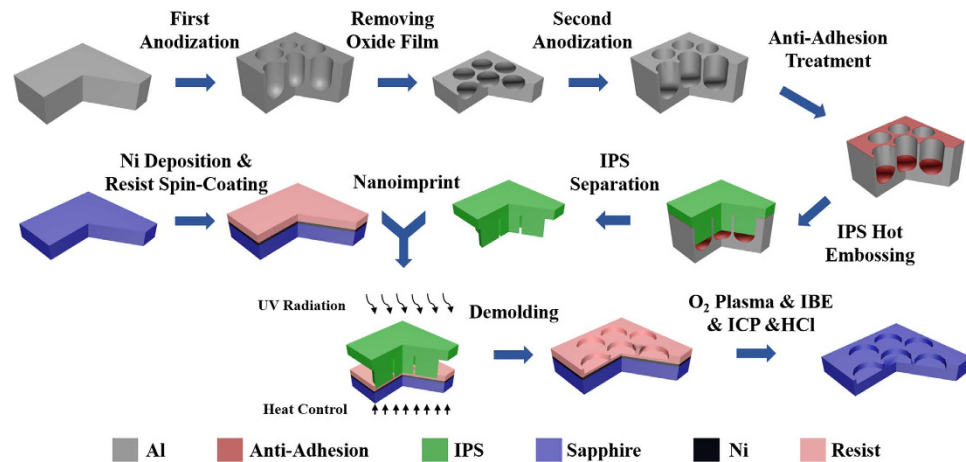 First
Anodization
Removing
Oxide Film
Second
Anodization
Anti-Adhesion
Treatment
Ni Deposition &
Resist Spin-Coating
Nanoimprint
IPS
Separation
IPS Hot
Embossing
UV Radiation
Demolding
O₂ Plasma & IBE
& ICP &HCl
Heat Control
Al
Anti-Adhesion
IPS
Sapphire
Ni
Resist